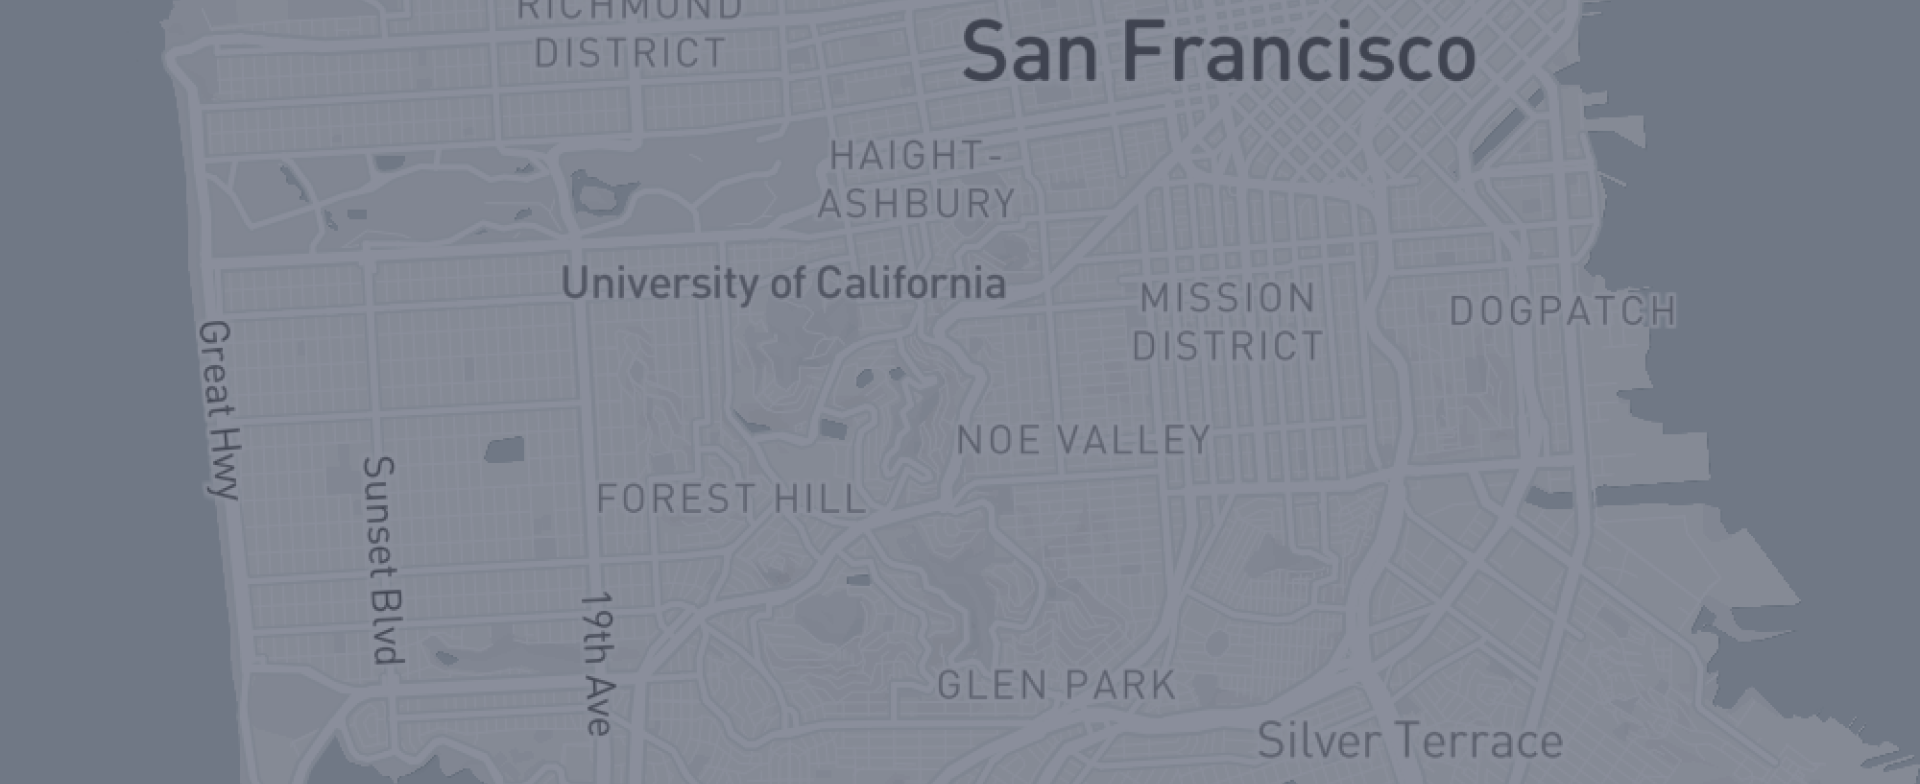 RICHMOND
DISTRICT
San Francisco
HAIGHT-
ASHBURY
University of California
MISSION
DISTRICT
DOGPATCH
Great Hwy
NOE VALLEY
Sunset Blvd
FOREST HILL
19th Ave
GLEN PARK
Silver Terrace